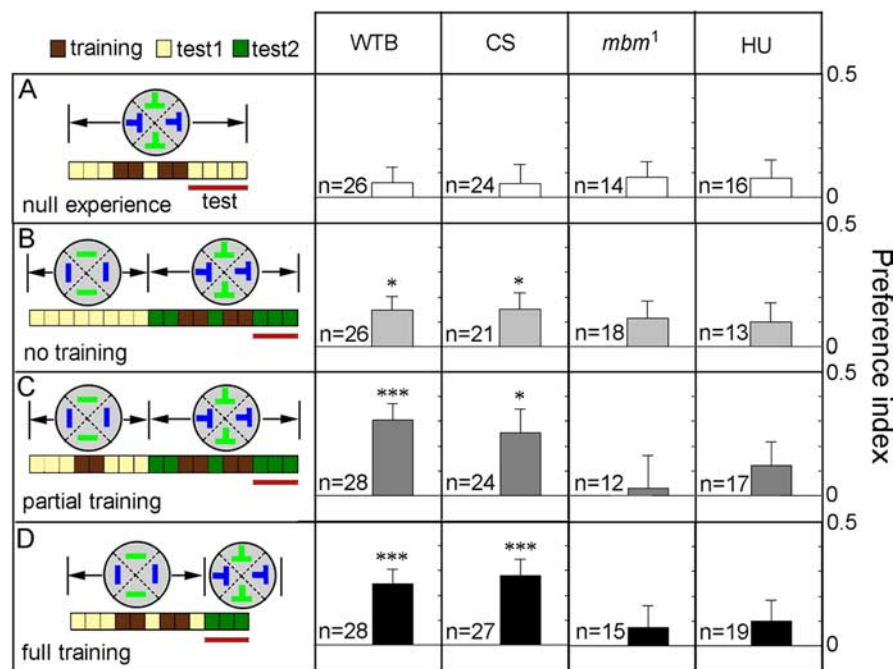 training test1 test2 WTB CS mbm¹ HU
A
null experience
test
n=26 n=24 n=14 n=16
0.5
0
B
no training
* *
n=26 n=21 n=18 n=13
0.5
0
C
partial training
*** *
n=28 n=24 n=12 n=17
0.5
0
D
full training
*** ***
n=28 n=27 n=15 n=19
0.5
0
Preference index